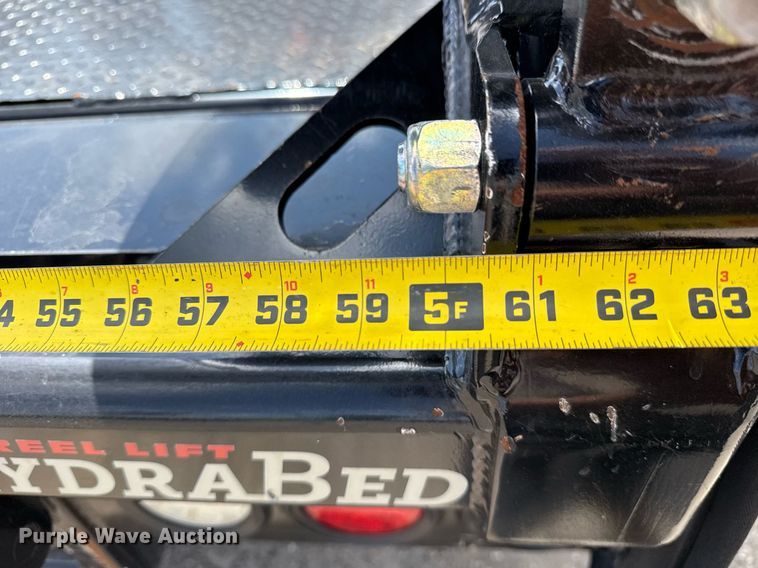 7 8 9 10 11 1 2 3
4 55 56 57 58 59 5F 61 62 63
REEL LIFT
YDRABED
Purple Wave Auction